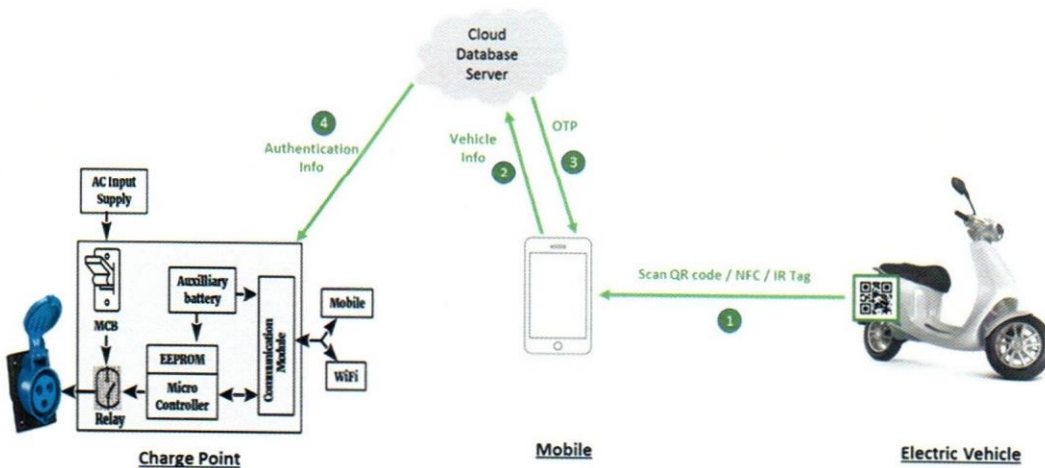 Cloud
Database
Server
4
Authentication
Info
Vehicle
Info
2
OTP
3
AC Input
Supply
MCB
Auxilliary
battery
EEPROM
Micro
Controller
Communication
Module
Mobile
WiFi
Relay
Scan QR code / NFC / IR Tag
1
Charge Point
Mobile
Electric Vehicle